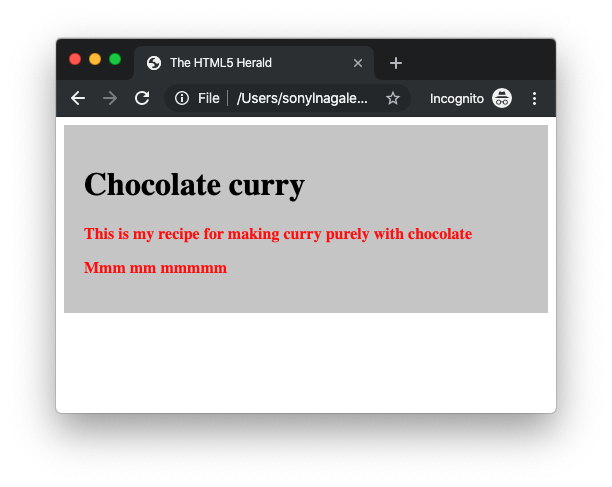 The HTML5 Herald
File /Users/sonylnagale... Incognito
Chocolate curry
This is my recipe for making curry purely with chocolate
Mmm mm mmmmm